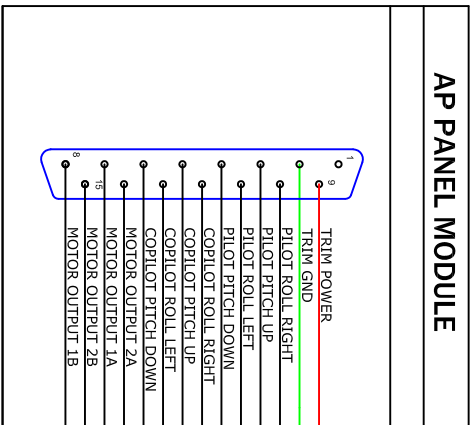 AP PANEL MODULE
1
9
8
15
TRIM POWER
TRIM GND
PILOT ROLL RIGHT
PILOT PITCH UP
PILOT ROLL LEFT
PILOT PITCH DOWN
COPILOT ROLL RIGHT
COPILOT PITCH UP
COPILOT ROLL LEFT
COPILOT PITCH DOWN
MOTOR OUTPUT 2A
MOTOR OUTPUT 1A
MOTOR OUTPUT 2B
MOTOR OUTPUT 1B